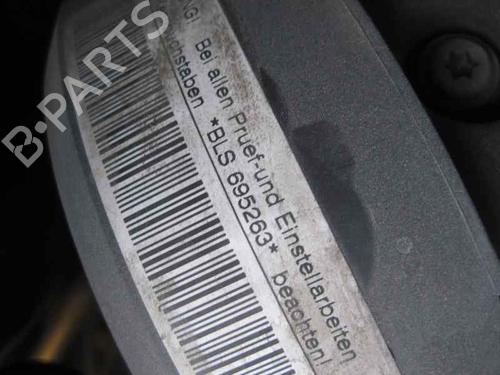 B-PARTS
Bei allen Pruef-und Einstellarbeiten
*BLS 695263* beachten!